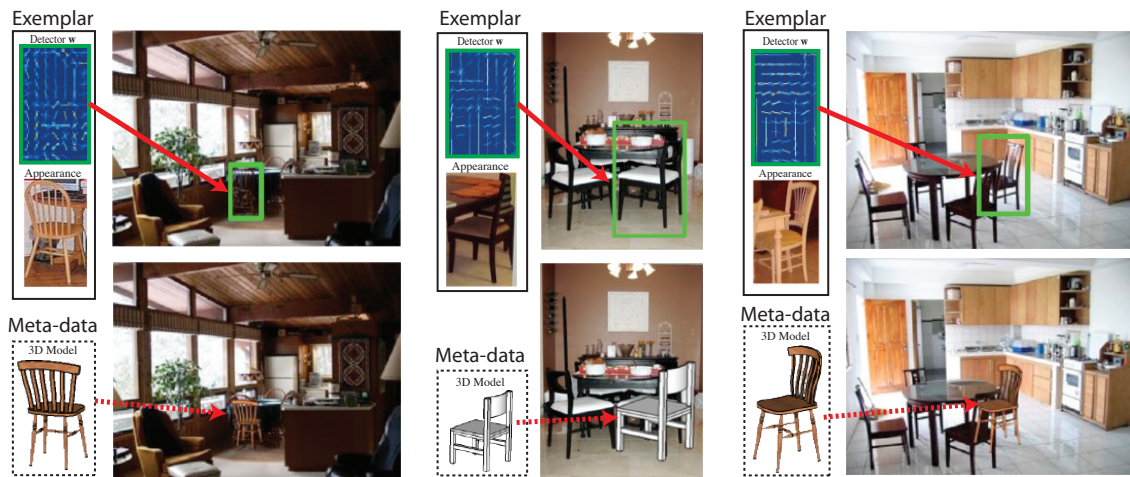 Exemplar
Detector w
Appearance
Meta-data
3D Model
Exemplar
Detector w
Appearance
Meta-data
3D Model
Exemplar
Detector w
Appearance
Meta-data
3D Model